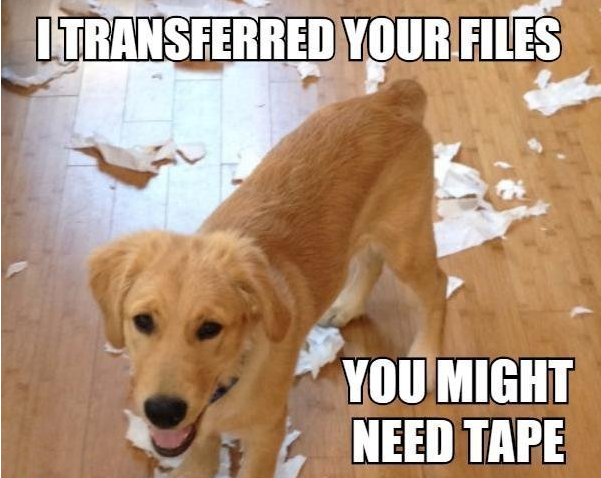 I TRANSFERRED YOUR FILES
YOU MIGHT
NEED TAPE